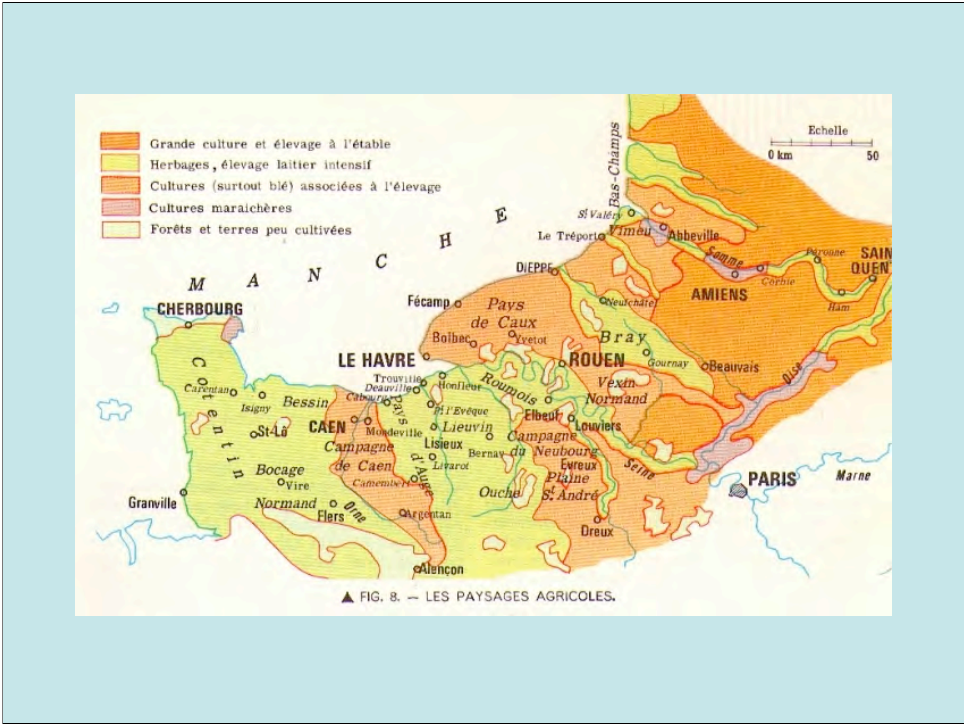 Grande culture et élevage à l'étable
Herbages, élevage laitier intensif
Cultures (surtout blé) associées à l'élevage
Cultures maraichères
Forêts et terres peu cultivées
Echelle
0 km 50
MANCHE
Bas-Champs
St Valéry
Vimeu
Abbeville
Le Tréport
Somme
Péronne
SAIN
QUENT
DIEPPE
AMIENS
Corbie
Ham
CHERBOURG
Fécamp
Pays
de Caux
Neufchâtel
Bray
Bolbec
Yvetot
Gournay
Beauvais
Oise
LE HAVRE
ROUEN
Cotentin
Trouville
Deauville
Cabourg
Honfleur
Roumois
Vexin
Normand
Carentan
Isigny
Bessin
Pays d'Auge
Pt l'Evêque
Elbeuf
Louviers
St-Lô
CAEN
Mondeville
Lieuvin
Lisieux
Campagne
du Neubourg
Campagne
de Caen
Bernay
Evreux
Seine
Bocage
Normand
Vire
Livarot
Camembert
Ouche
Plaine
St André
PARIS
Marne
Granville
Flers
Orne
Argentan
Dreux
Alençon
▲ FIG. 8. — LES PAYSAGES AGRICOLES.